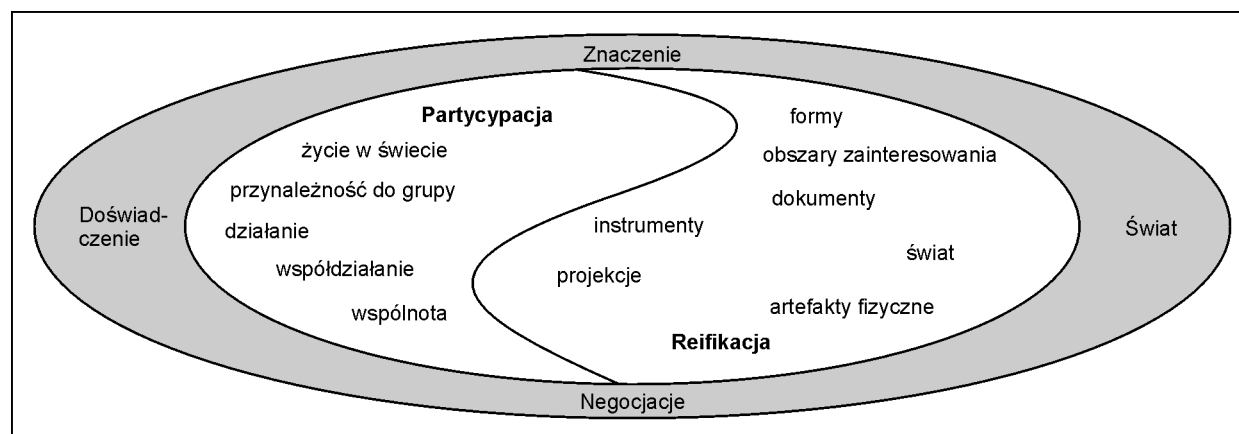 Znaczenie
Partycypacja
życie w świecie
przynależność do grupy
działanie
współdziałanie
wspólnota
formy
obszary zainteresowania
dokumenty
instrumenty
projekcje
świat
artefakty fizyczne
Reifikacja
Doświad-
czenie
Świat
Negocjacje